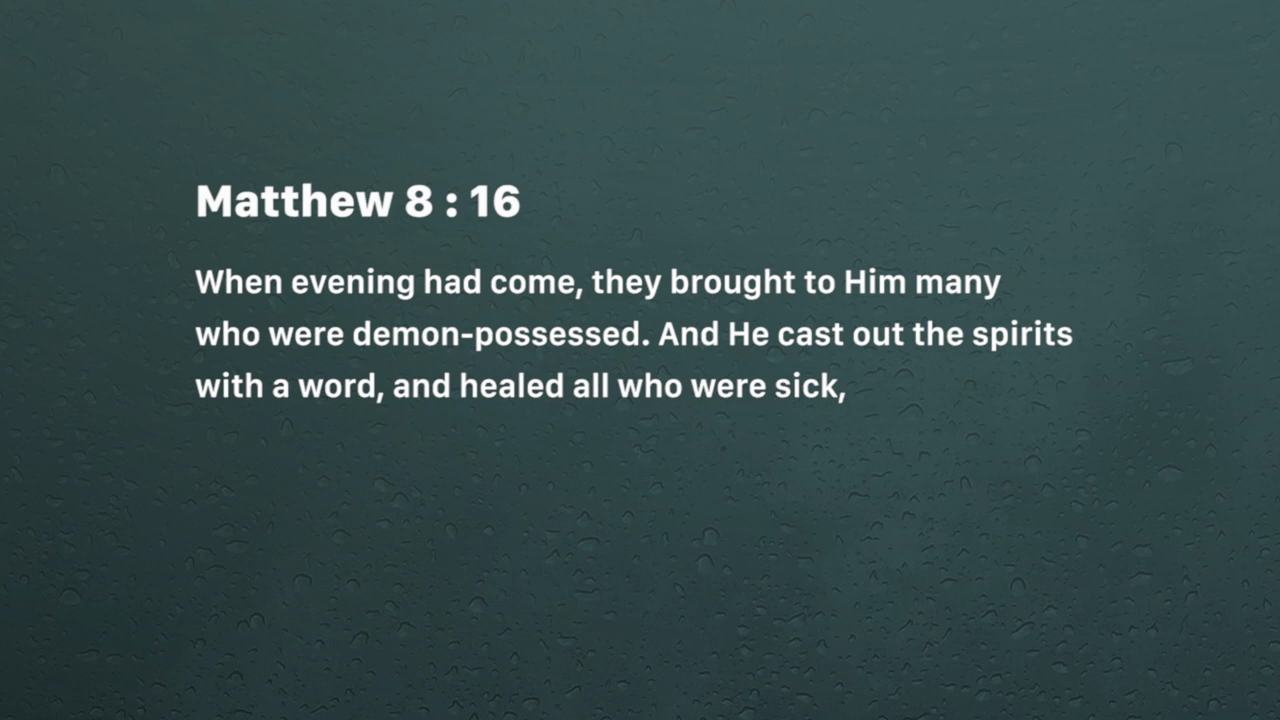 Matthew 8 : 16
When evening had come, they brought to Him many
who were demon-possessed. And He cast out the spirits
with a word, and healed all who were sick,